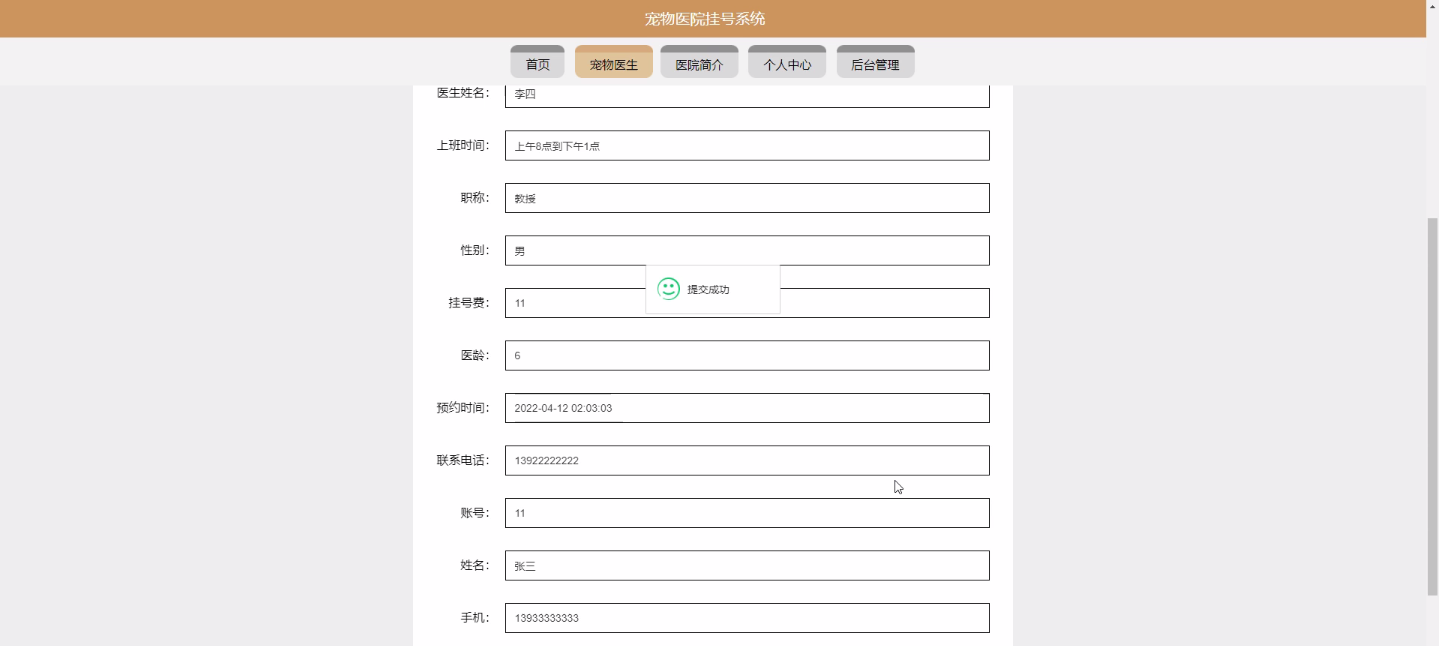 宠物医院挂号系统
首页 宠物医生 医院简介 个人中心 后台管理
医生姓名： 李四
上班时间： 上午8点到下午1点
职称： 教授
性别： 男
提交成功
挂号费： 11
医龄： 6
预约时间： 2022-04-12 02:03:03
联系电话： 13922222222
账号： 11
姓名： 张三
手机： 13933333333